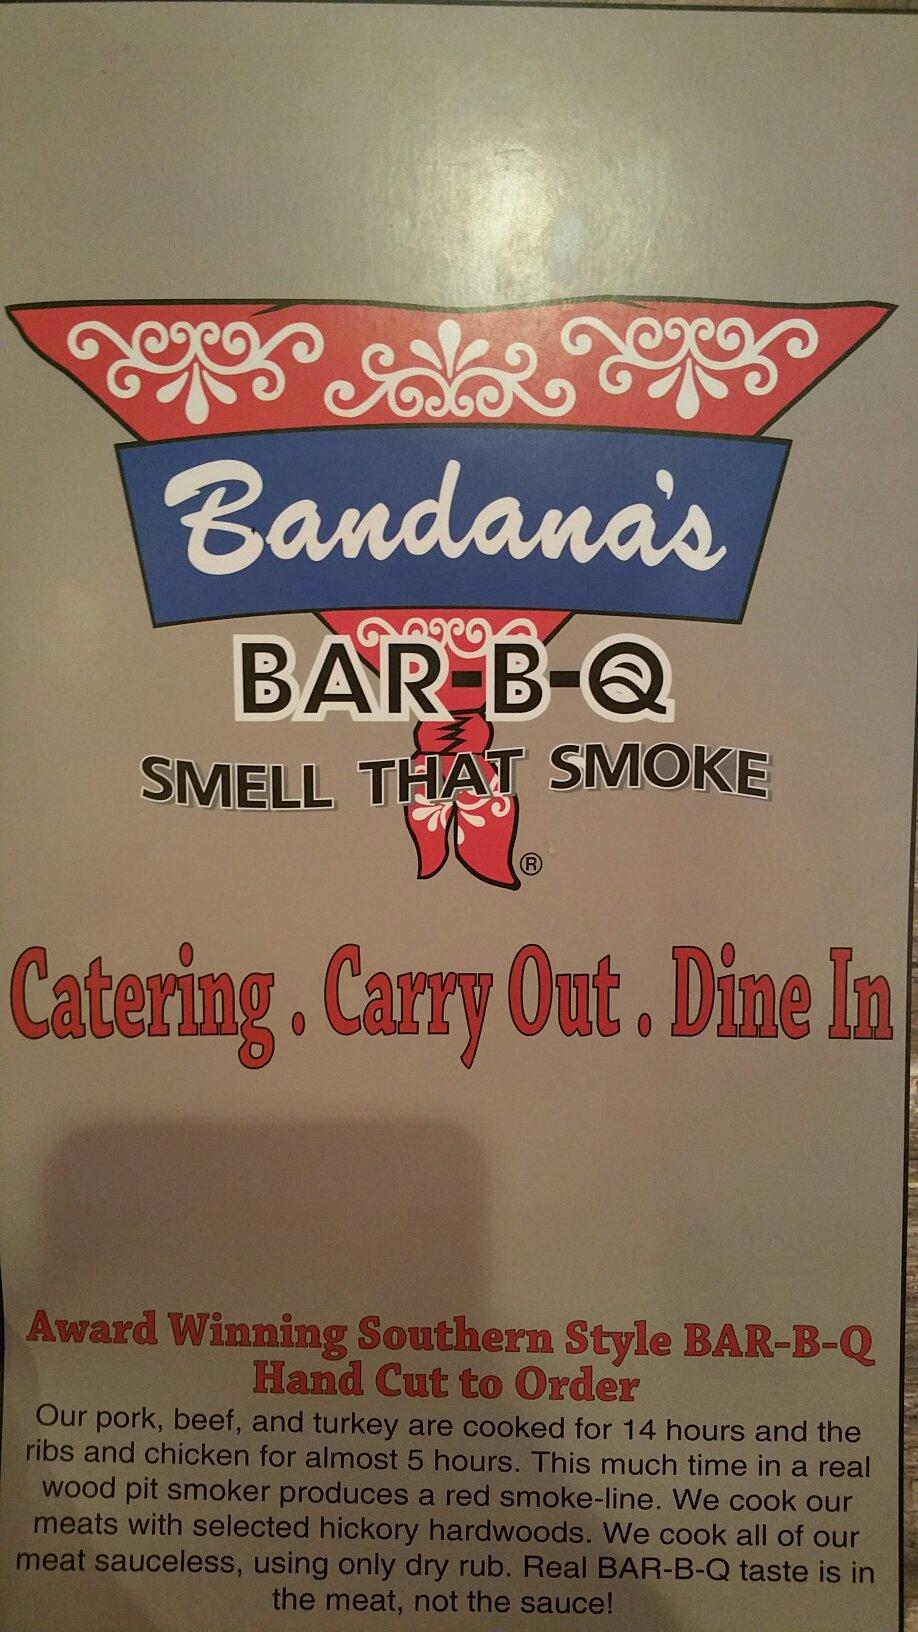 Bandana's
BAR-B-Q
SMELL THAT SMOKE
®
Catering . Carry Out . Dine In
Award Winning Southern Style BAR-B-Q
Hand Cut to Order
Our pork, beef, and turkey are cooked for 14 hours and the
ribs and chicken for almost 5 hours. This much time in a real
wood pit smoker produces a red smoke-line. We cook our
meats with selected hickory hardwoods. We cook all of our
meat sauceless, using only dry rub. Real BAR-B-Q taste is in
the meat, not the sauce!